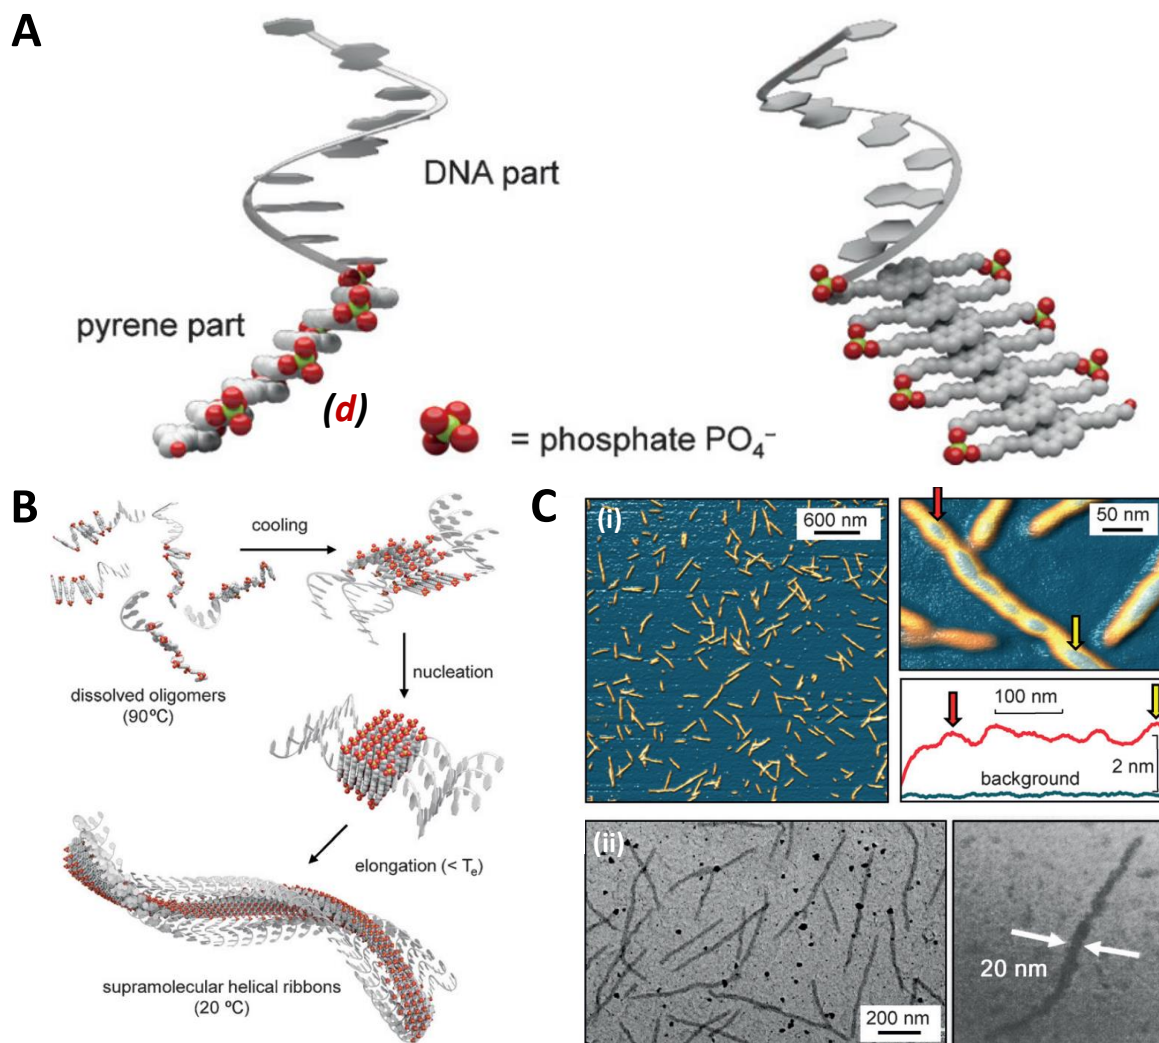 A
DNA part
pyrene part
(d)
= phosphate PO₄⁻
B
cooling
dissolved oligomers
(90ºC)
nucleation
elongation (< Tₑ)
supramolecular helical ribbons
(20 ºC)
C
(i)
600 nm
50 nm
100 nm
background
2 nm
(ii)
200 nm
20 nm